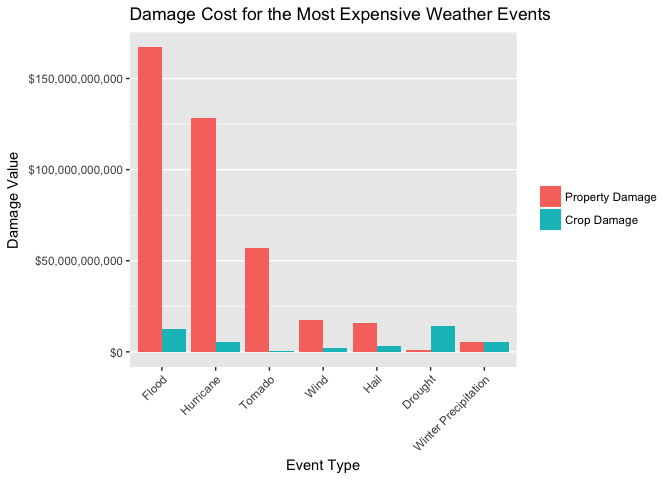 Damage Cost for the Most Expensive Weather Events
Damage Value
$150,000,000,000
$100,000,000,000
$50,000,000,000
$0
Flood
Hurricane
Tornado
Wind
Hail
Drought
Winter Precipitation
Event Type
Property Damage
Crop Damage